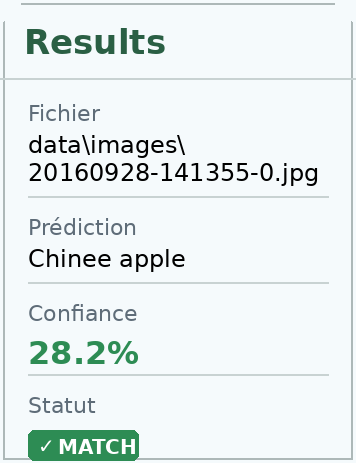 Results
Fichier
data\images\
20160928-141355-0.jpg
Prédiction
Chinee apple
Confiance
28.2%
Statut
✓ MATCH